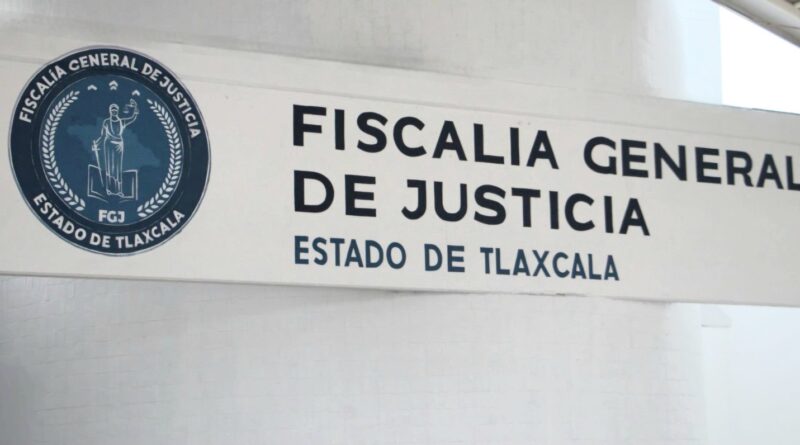 FISCALÍA GENERAL DE JUSTICIA
FGJ
ESTADO DE TLAXCALA
FISCALIA GENERAL
DE JUSTICIA
ESTADO DE TLAXCALA